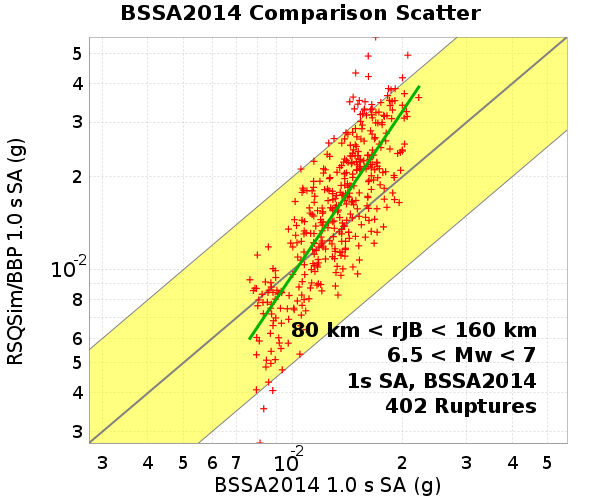 BSSA2014 Comparison Scatter
RSQSim/BBP 1.0 s SA (g)
5
4
3
2
10-2
8
6
5
4
3
80 km < rJB < 160 km
6.5 < Mw < 7
1s SA, BSSA2014
402 Ruptures
3 4 5 6 7 10-2 2 3 4 5
BSSA2014 1.0 s SA (g)